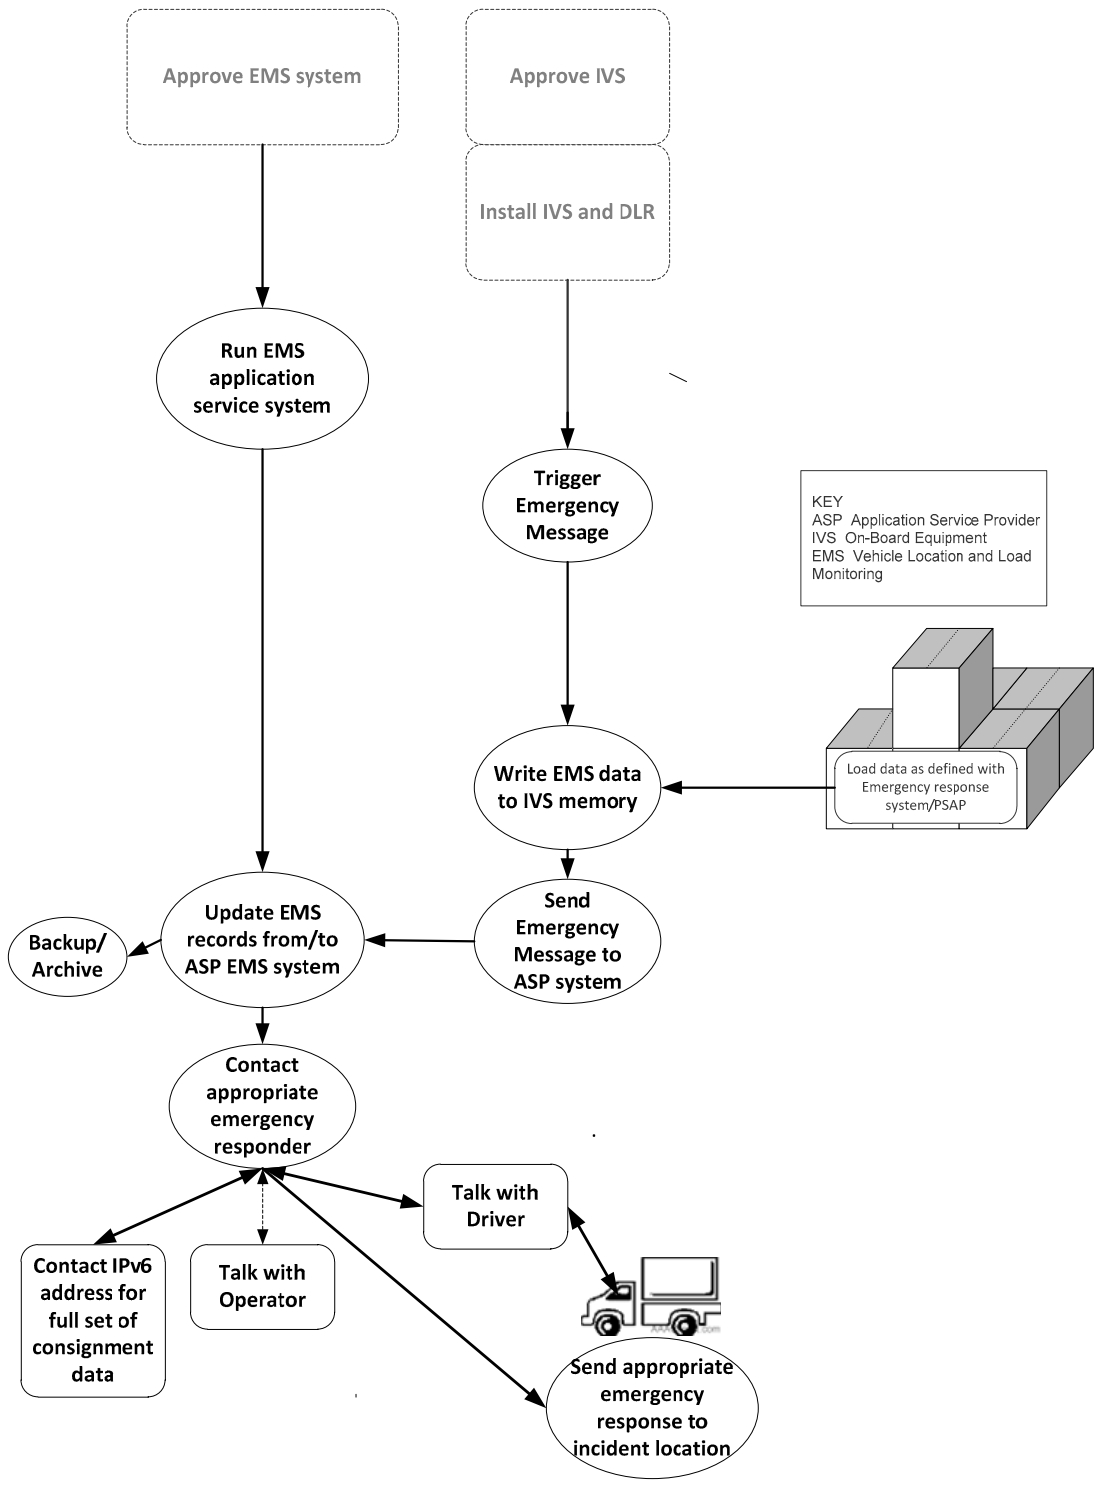 Approve EMS system
Approve IVS
Install IVS and DLR
Run EMS
application
service system
Trigger
Emergency
Message
KEY
ASP Application Service Provider
IVS On-Board Equipment
EMS Vehicle Location and Load
Monitoring
Write EMS data
to IVS memory
Load data as defined with
Emergency response
system/PSAP
Send
Emergency
Message to
ASP system
Update EMS
records from/to
ASP EMS system
Backup/
Archive
Contact
appropriate
emergency
responder
Talk with
Driver
Contact IPv6
address for
full set of
consignment
data
Talk with
Operator
Send appropriate
emergency
response to
incident location